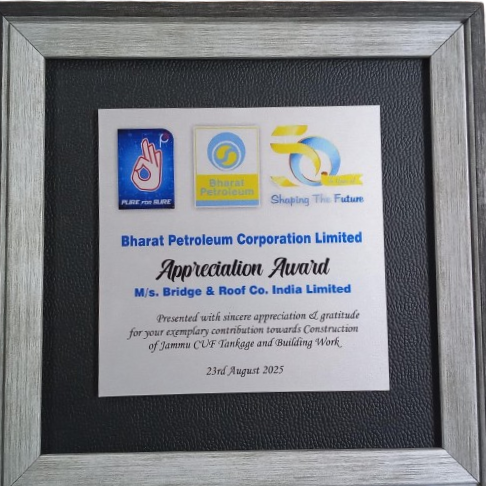 PURE FOR SURE
Bharat
Petroleum
50
Shaping The Future
Bharat Petroleum Corporation Limited
Appreciation Award
M/s. Bridge & Roof Co. India Limited
Presented with sincere appreciation & gratitude
for your exemplary contribution towards Construction
of Jammu CUF Tankage and Building Work
23rd August 2025